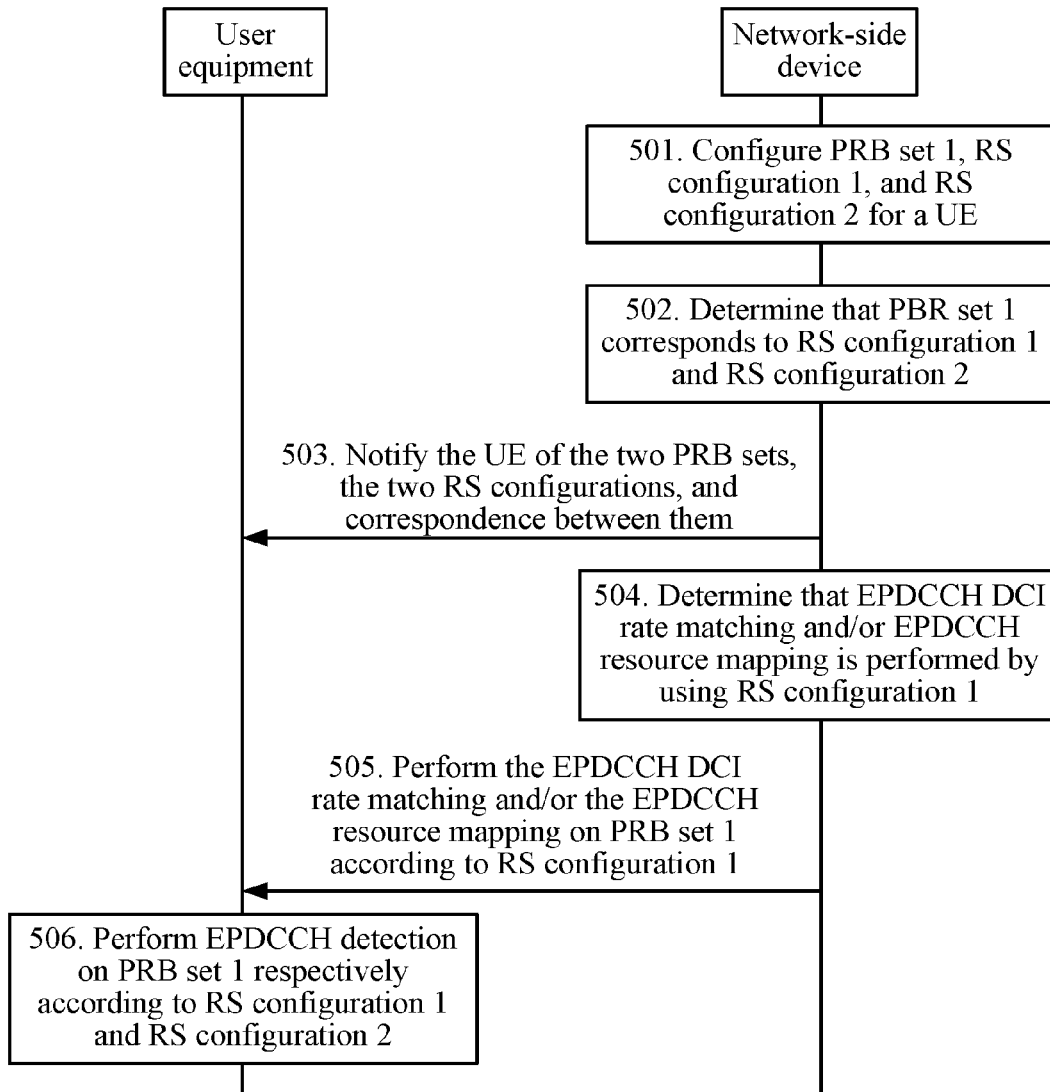 User
equipment
Network-side
device
501. Configure PRB set 1, RS
configuration 1, and RS
configuration 2 for a UE
502. Determine that PBR set 1
corresponds to RS configuration 1
and RS configuration 2
503. Notify the UE of the two PRB sets,
the two RS configurations, and
correspondence between them
504. Determine that EPDCCH DCI
rate matching and/or EPDCCH
resource mapping is performed by
using RS configuration 1
505. Perform the EPDCCH DCI
rate matching and/or the EPDCCH
resource mapping on PRB set 1
according to RS configuration 1
506. Perform EPDCCH detection
on PRB set 1 respectively
according to RS configuration 1
and RS configuration 2